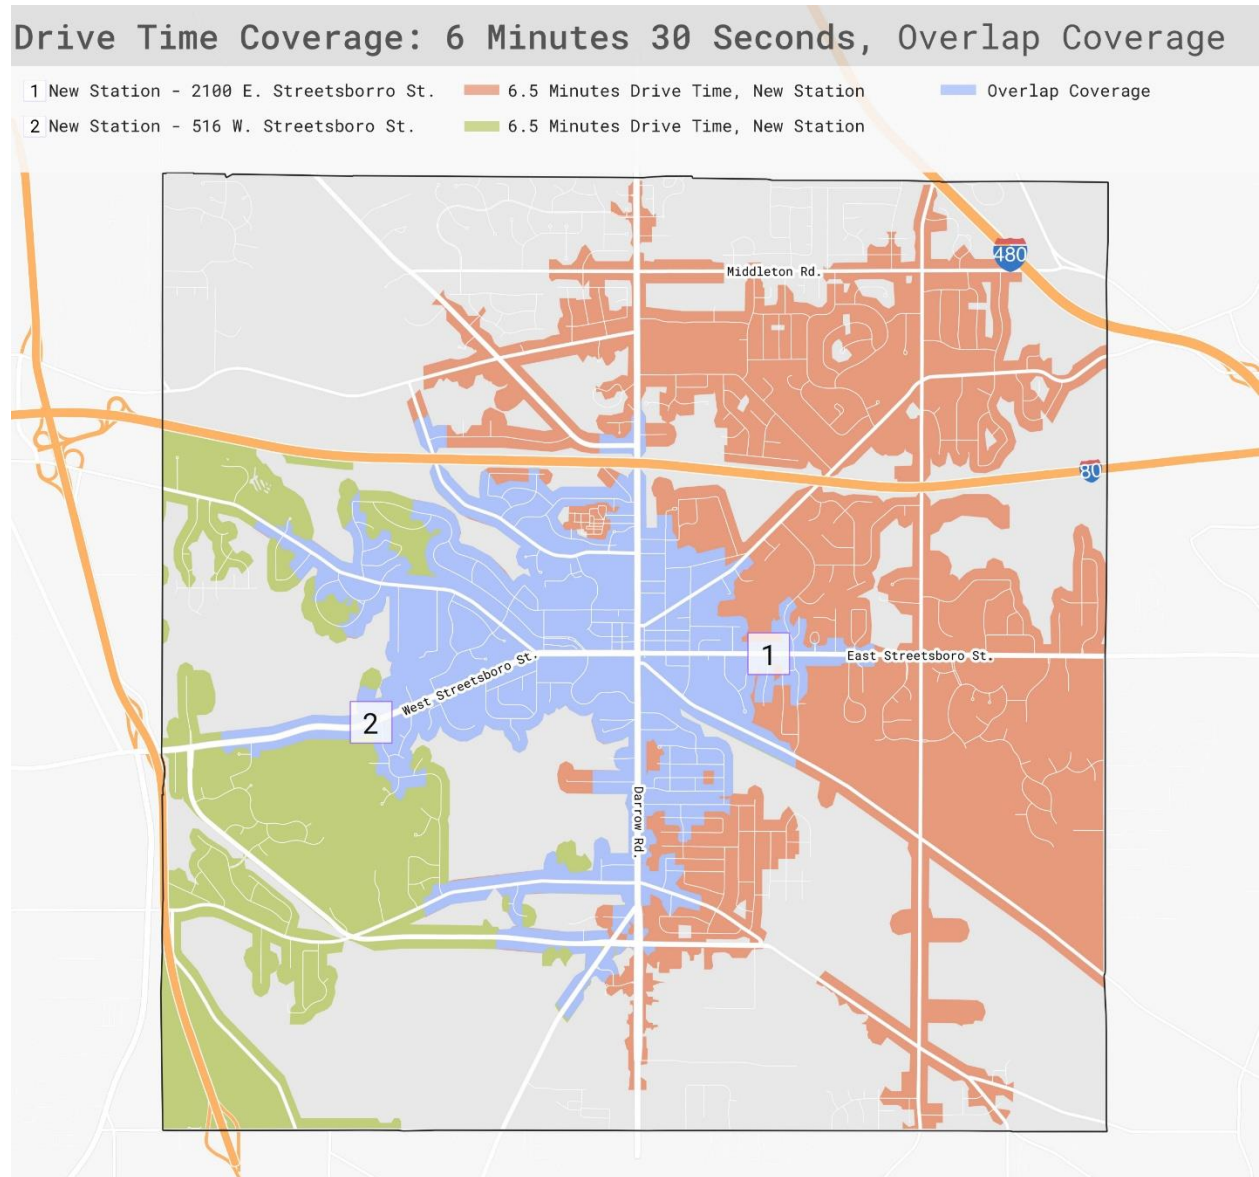 Drive Time Coverage: 6 Minutes 30 Seconds, Overlap Coverage
1 New Station - 2100 E. Streetsborro St.
6.5 Minutes Drive Time, New Station
Overlap Coverage
2 New Station - 516 W. Streetsboro St.
6.5 Minutes Drive Time, New Station
480
Middleton Rd.
80
1
East Streetsboro St.
West Streetsboro St.
2
Darrow Rd.